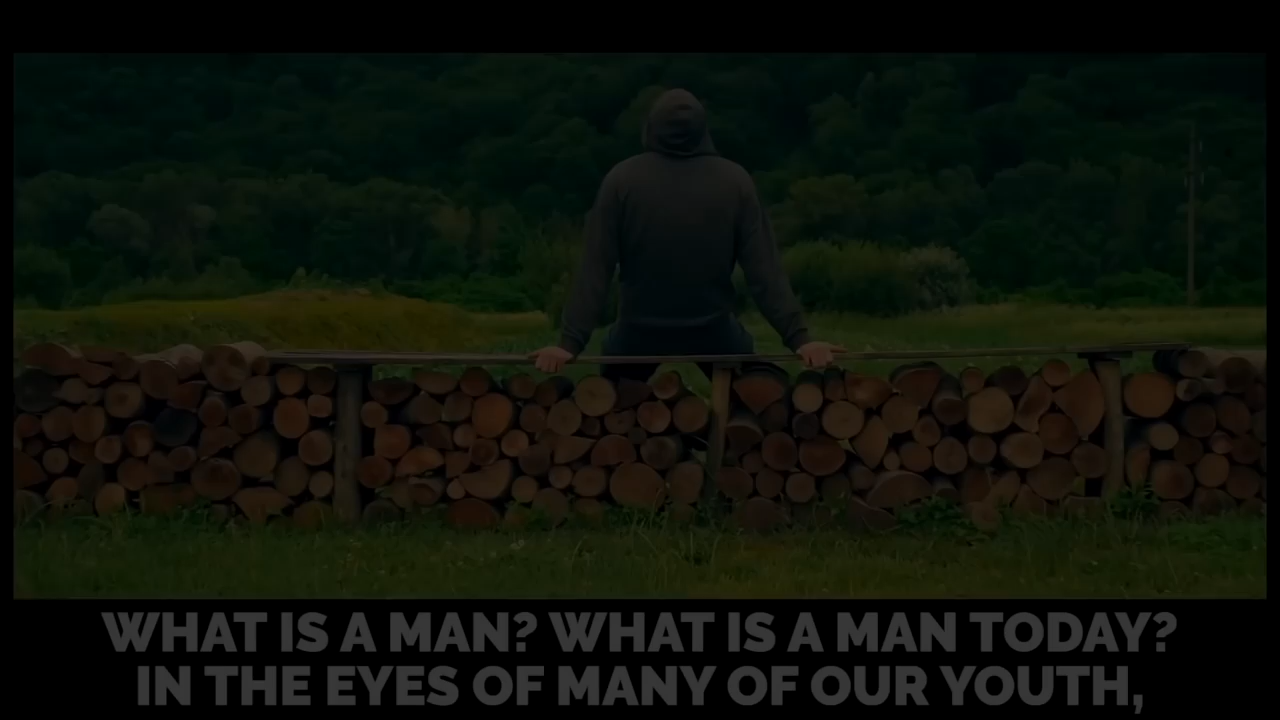 WHAT IS A MAN? WHAT IS A MAN TODAY?
IN THE EYES OF MANY OF OUR YOUTH,